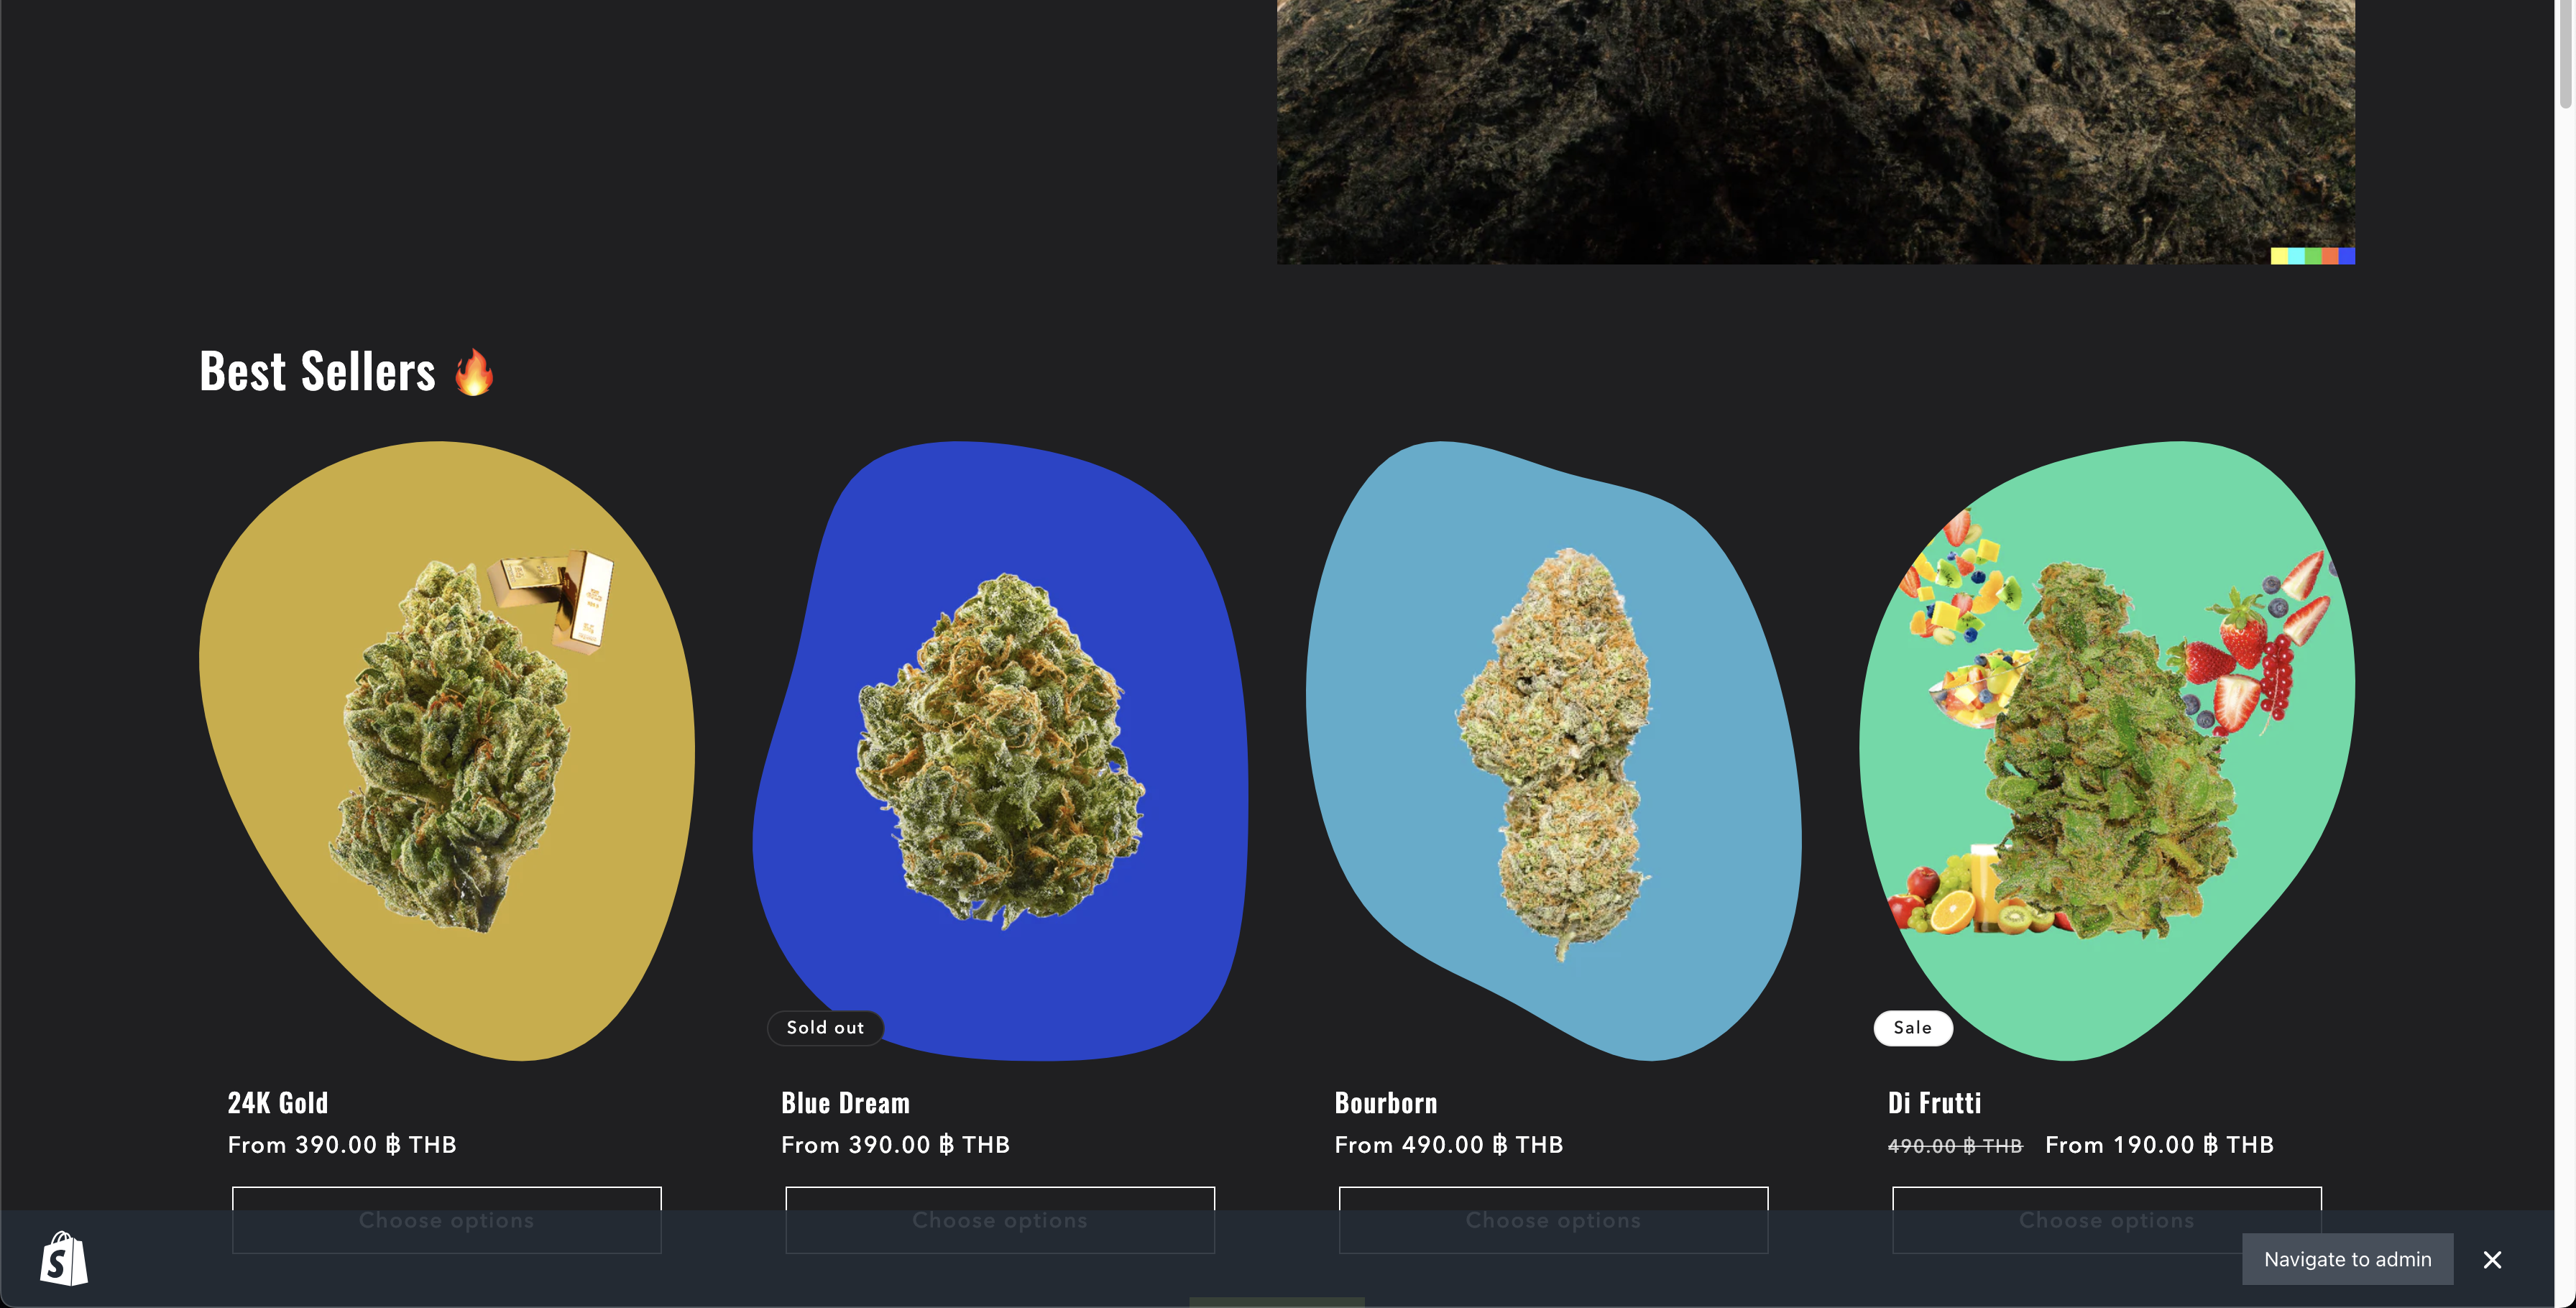 Best Sellers 🔥
Sold out
Sale
24K Gold
Blue Dream
Bourborn
Di Frutti
From 390.00 ฿ THB
From 390.00 ฿ THB
From 490.00 ฿ THB
490.00 ฿ THB From 190.00 ฿ THB
Choose options
Choose options
Choose options
Choose options
Navigate to admin